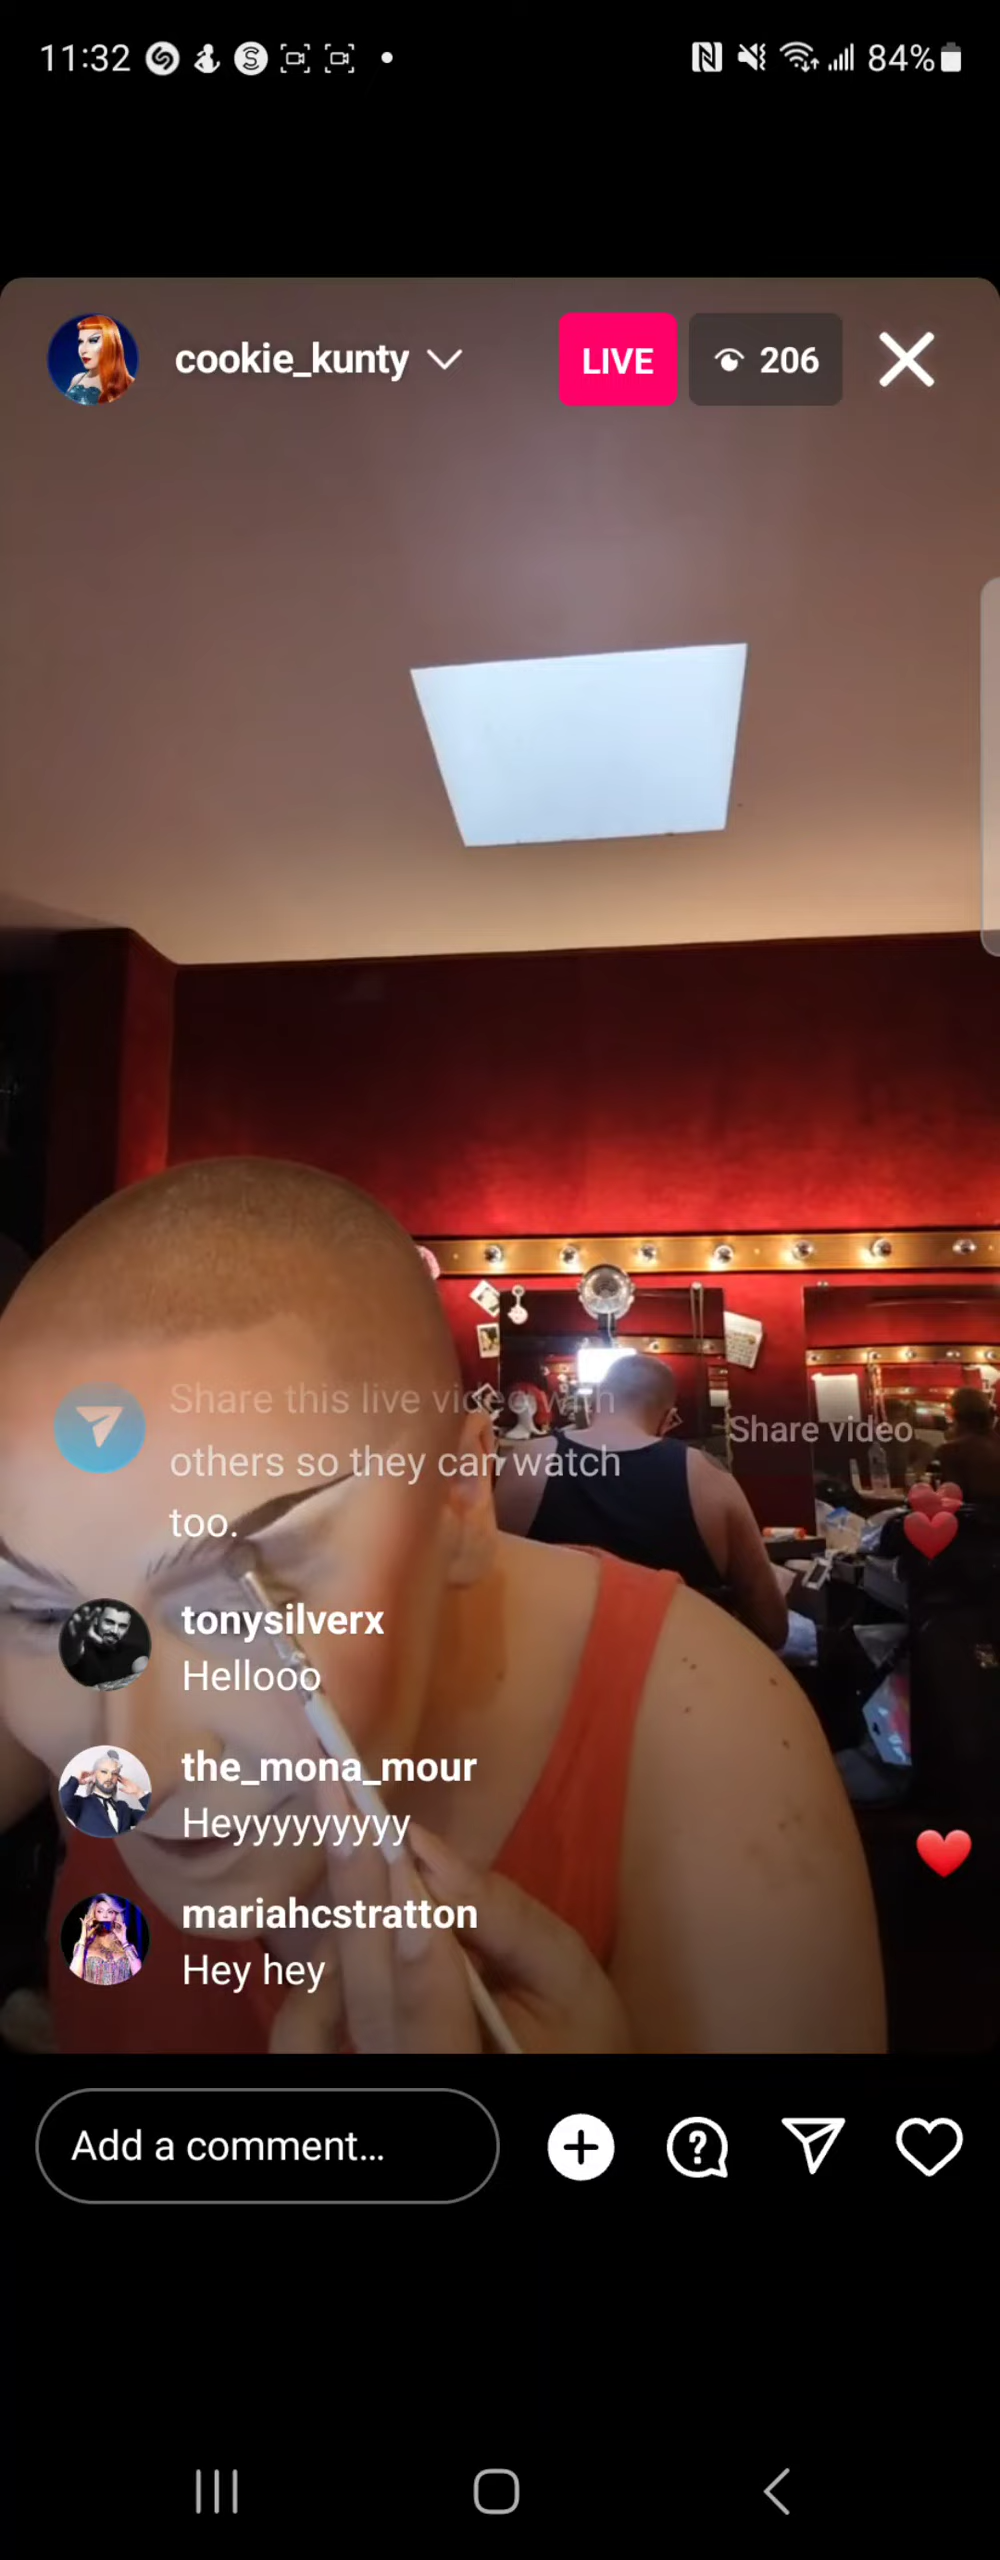 11:32
84%
cookie_kunty
LIVE
206
Share this live video with
others so they can watch
too.
Share video
tonysilverx
Hellooo
the_mona_mour
Heyyyyyyyyy
mariahcstratton
Hey hey
Add a comment...